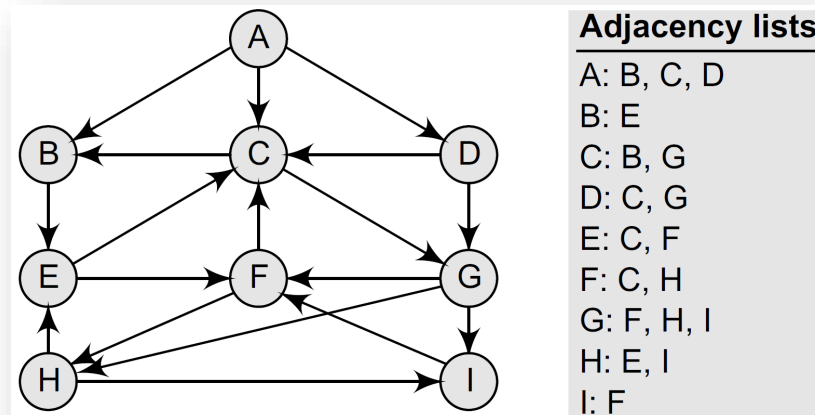 A
B
C
D
E
F
G
H
I
Adjacency lists
A: B, C, D
B: E
C: B, G
D: C, G
E: C, F
F: C, H
G: F, H, I
H: E, I
I: F